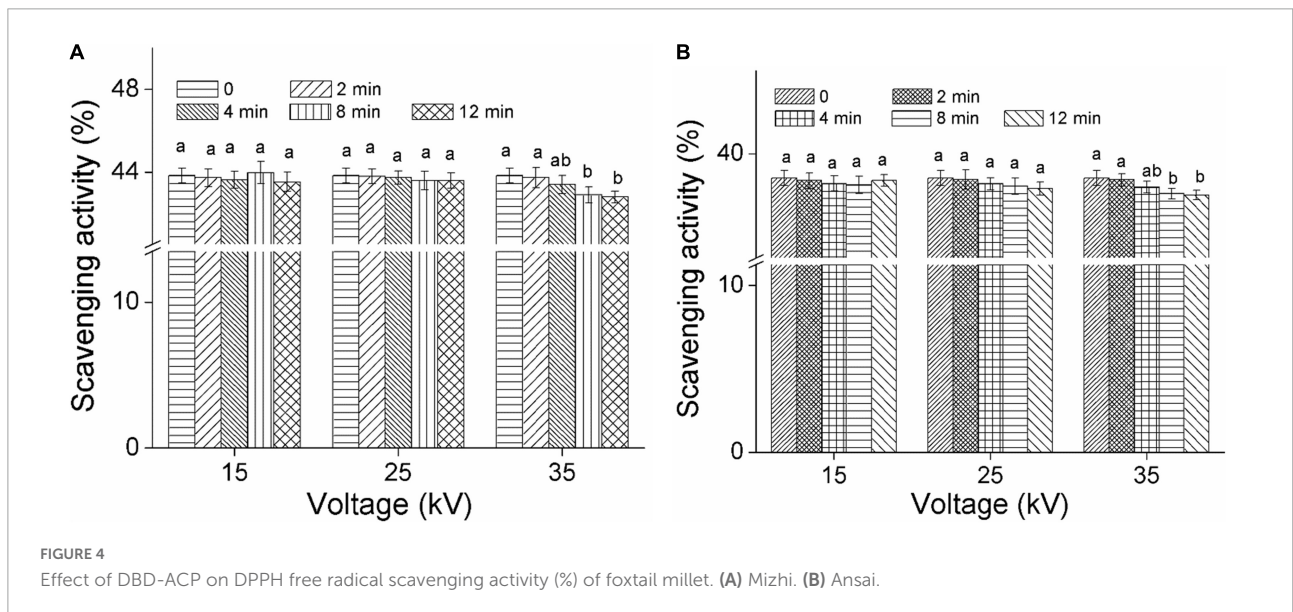 A
Scavenging activity (%)
48
44
10
0
0 2 min
4 min 8 min 12 min
a a a a a a a a a a a a ab b b
15 25 35
Voltage (kV)
B
Scavenging activity (%)
40
10
0
0 2 min
4 min 8 min 12 min
a a a a a a a a a a a a ab b b
15 25 35
Voltage (kV)
FIGURE 4
Effect of DBD-ACP on DPPH free radical scavenging activity (%) of foxtail millet. (A) Mizhi. (B) Ansai.